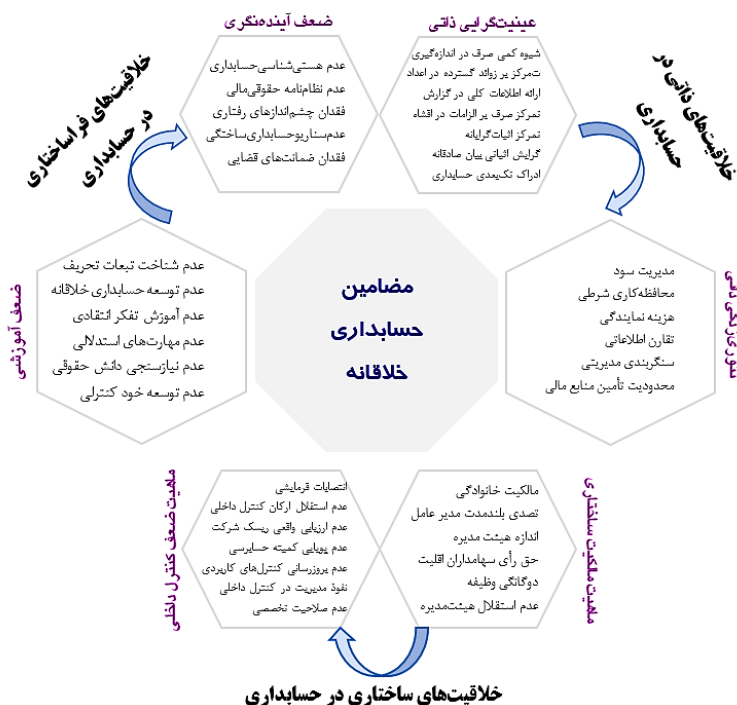 ضعف آینده‌نگری
عدم هستی‌شناسی‌حسابداری
عدم نظام‌نامه حقوقی‌مالی
فقدان چشم‌اندازهای رفتاری
عدم‌سناریوحسابداری‌ساختگی
فقدان ضمانت‌های قضایی
عینیت‌گرایی ذاتی
شیوه کمی صرف در اندازه‌گیری
تمرکز بر زوائد گسترده در اعداد
ارائه اطلاعات کلی در گزارش
تمرکز صرف بر الزامات در افشاء
تمرکز اثبات‌گرایانه
گرایش اثباتی بیان صادقانه
ادراک تک‌بعدی حسابداری
خلاقیت‌های ذاتی در
حسابداری
خلاقیت‌های فراساختاری
در حسابداری
مدیریت سود
محافظه‌کاری شرطی
هزینه نمایندگی
تقارن اطلاعاتی
سنگربندی مدیریتی
محدودیت تأمین منابع مالی
مضامین
حسابداری
خلاقانه
ضعف آموزشی
عدم شناخت تبعات تحریف
عدم توسعه حسابداری خلاقانه
عدم آموزش تفکر انتقادی
عدم مهارت‌های استدلالی
عدم نیازسنجی دانش حقوقی
عدم توسعه خود کنترلی
ماهیت مالکیت ساختاری
مالکیت خانوادگی
تصدی بلندمدت مدیر عامل
اندازه هیئت مدیره
حق رأی سهامداران اقلیت
دوگانگی وظیفه
عدم استقلال هیئت‌مدیره
ماهیت ضعف کنترل داخلی
انتصابات فرمایشی
عدم استقلال ارکان کنترل داخلی
عدم ارزیابی واقعی ریسک شرکت
عدم پویایی کمیته حسابرسی
عدم بروزرسانی کنترل‌های کاربردی
نفوذ مدیریت در کنترل داخلی
عدم صلاحیت تخصصی
خلاقیت‌های ساختاری در حسابداری